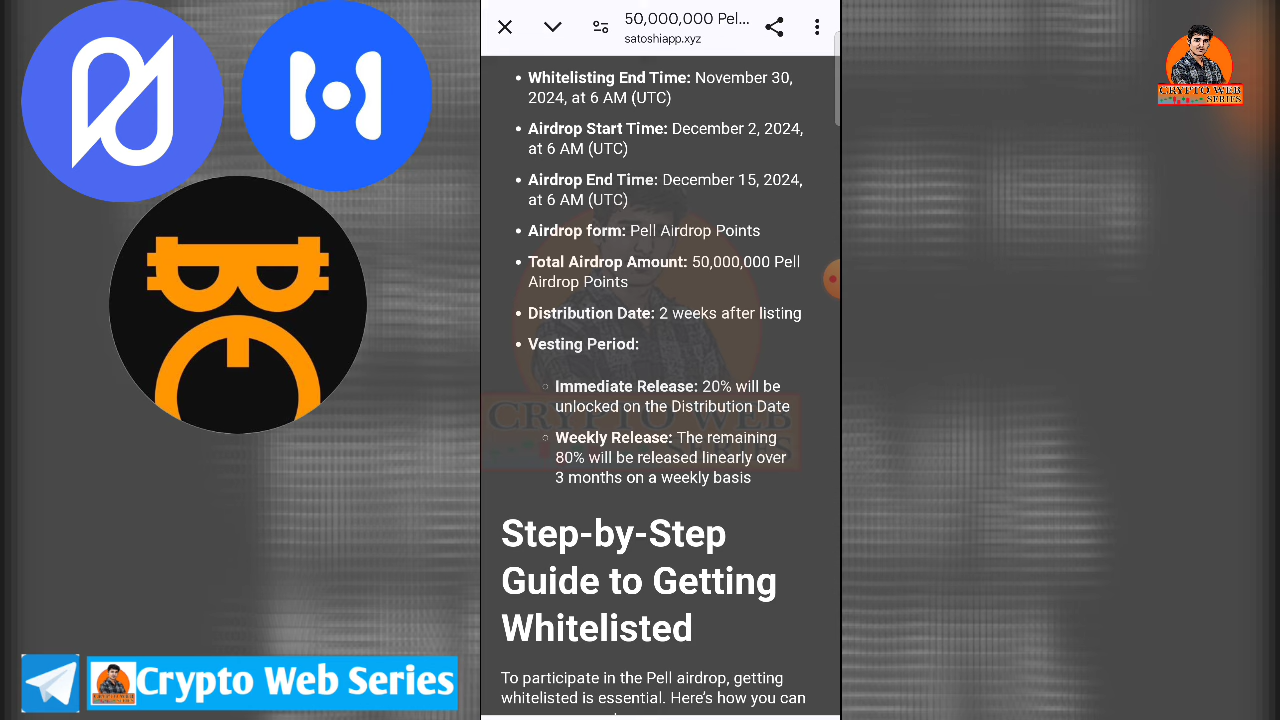 50,000,000 Pel...
satoshiapp.xyz
CRYPTO WEB
SERIES
• Whitelisting End Time: November 30,
2024, at 6 AM (UTC)
• Airdrop Start Time: December 2, 2024,
at 6 AM (UTC)
• Airdrop End Time: December 15, 2024,
at 6 AM (UTC)
• Airdrop form: Pell Airdrop Points
• Total Airdrop Amount: 50,000,000 Pell
Airdrop Points
• Distribution Date: 2 weeks after listing
• Vesting Period:
○ Immediate Release: 20% will be
unlocked on the Distribution Date
CRYPTO WEB
○ Weekly Release: The remaining
80% will be released linearly over
3 months on a weekly basis
Step-by-Step
Guide to Getting
Whitelisted
To participate in the Pell airdrop, getting
whitelisted is essential. Here's how you can
Crypto Web Series